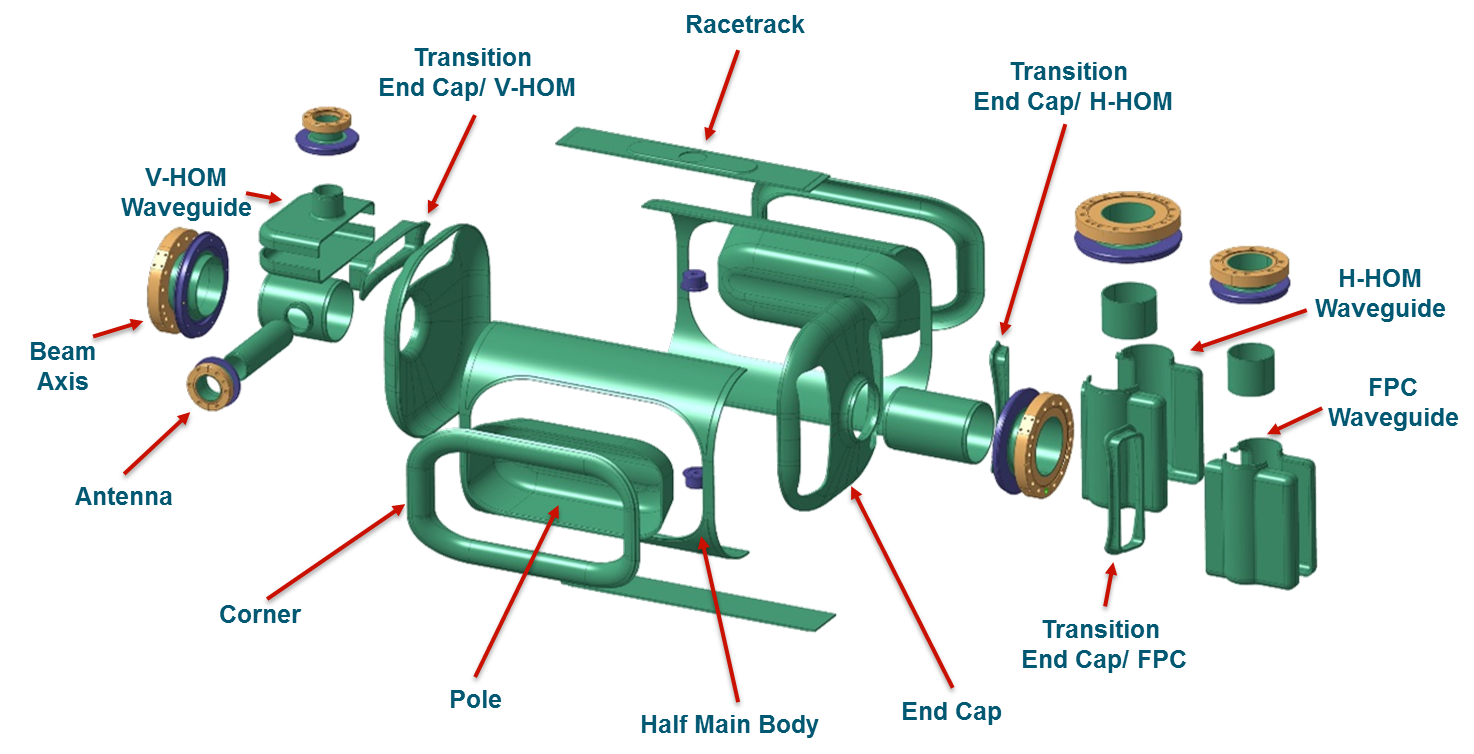 Racetrack
Transition
End Cap/ V-HOM
Transition
End Cap/ H-HOM
V-HOM
Waveguide
H-HOM
Waveguide
Beam
Axis
FPC
Waveguide
Antenna
Corner
Transition
End Cap/ FPC
Pole
Half Main Body
End Cap